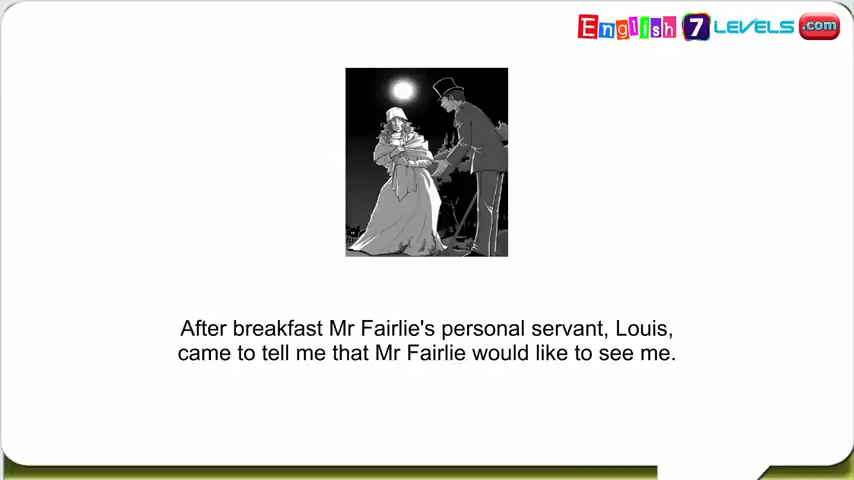 English 7 LEVELS .com
After breakfast Mr Fairlie's personal servant, Louis,
came to tell me that Mr Fairlie would like to see me.